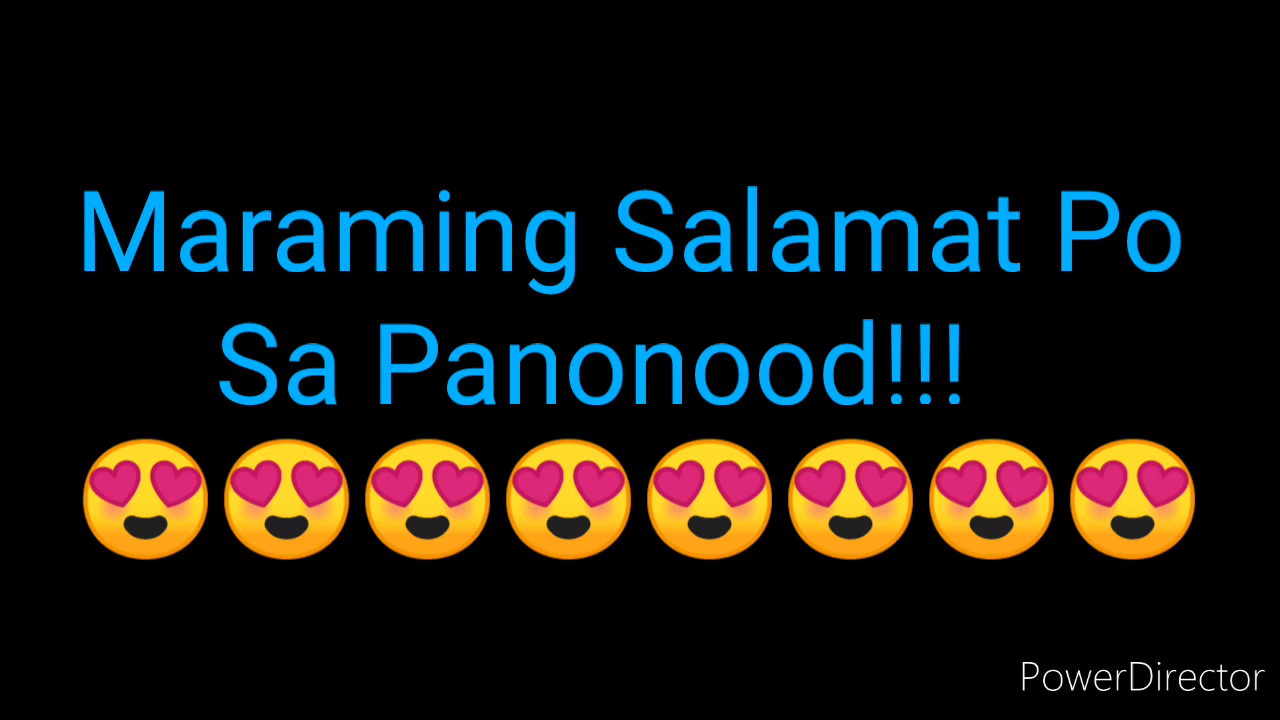 Maraming Salamat Po
Sa Panonood!!!
😍😍😍😍😍😍😍😍
PowerDirector